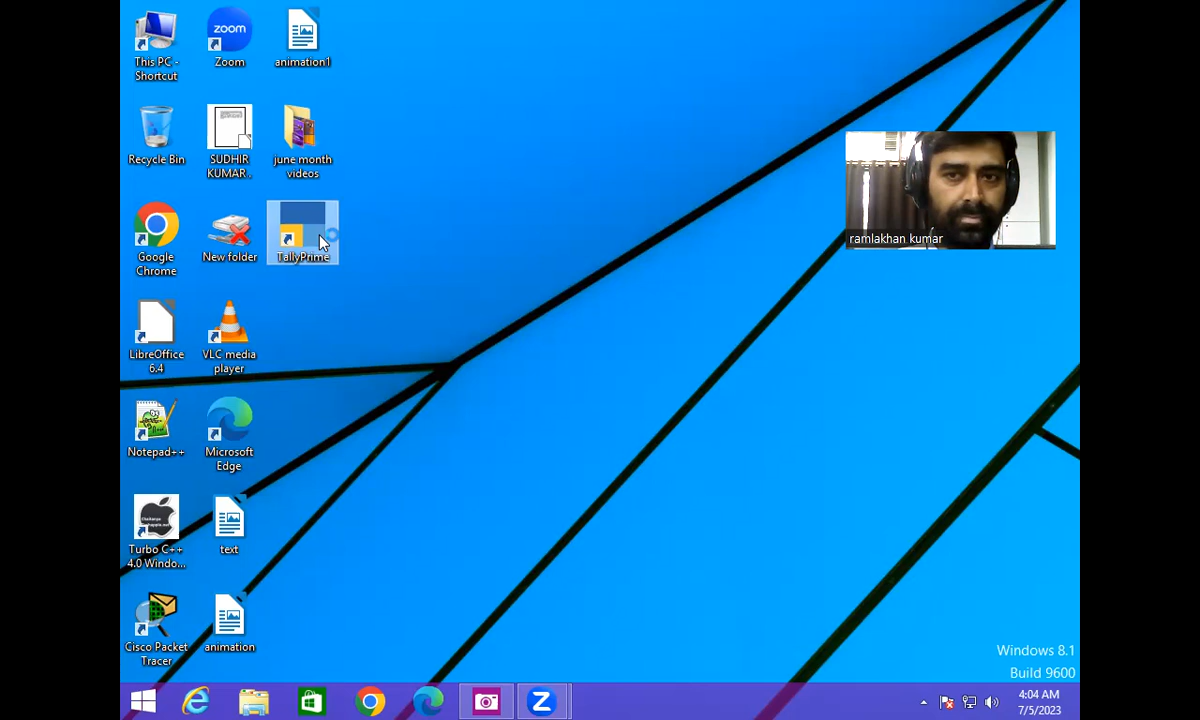 This PC -
Shortcut
zoom
Zoom
animation1
Recycle Bin
SUDHIR
KUMAR..
june month
videos
Google
Chrome
New folder
TallyPrime
LibreOffice
6.4
VLC media
player
Notepad++
Microsoft
Edge
Turbo C++
4.0 Windo...
text
Cisco Packet
Tracer
animation
ramlakhan kumar
Windows 8.1
Build 9600
4:04 AM
7/5/2023